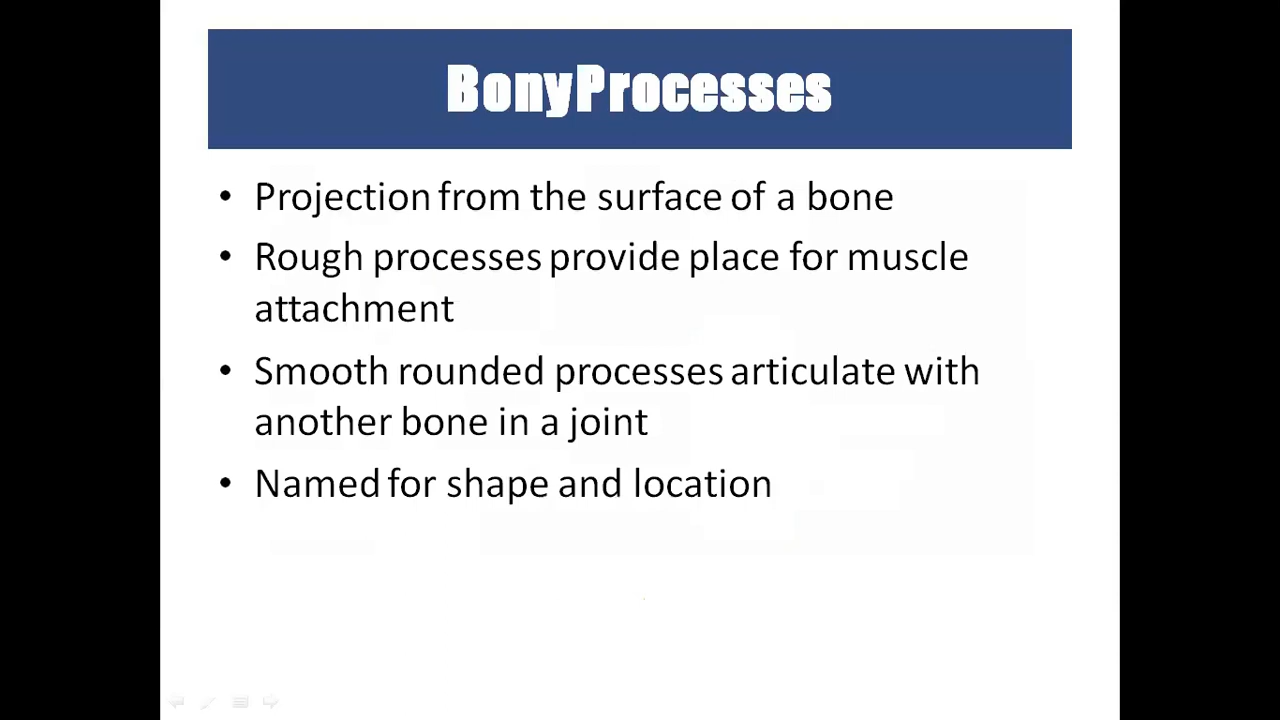 BonyProcesses
• Projection from the surface of a bone
• Rough processes provide place for muscle
attachment
• Smooth rounded processes articulate with
another bone in a joint
• Named for shape and location